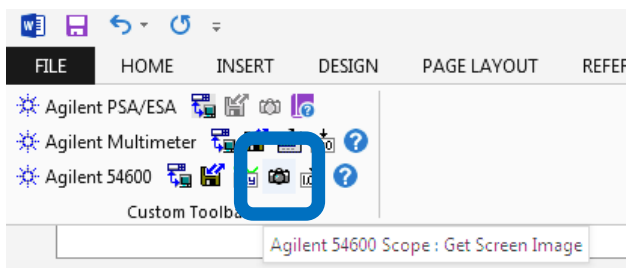 FILE HOME INSERT DESIGN PAGE LAYOUT REFER
Agilent PSA/ESA
Agilent Multimeter
Agilent 54600
Custom Toolba
Agilent 54600 Scope : Get Screen Image